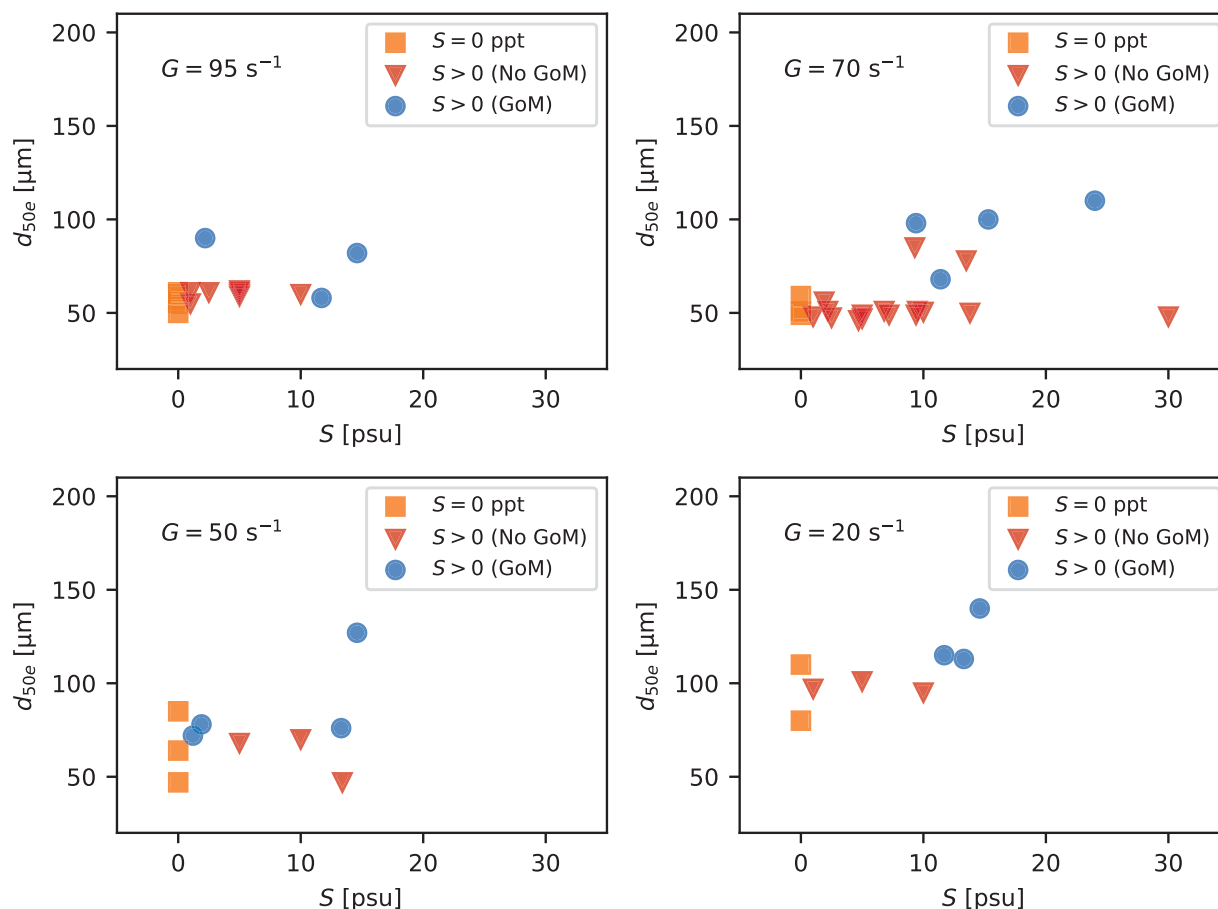 200
150
100
50
d50e [μm]
G = 95 s⁻¹
S = 0 ppt
S > 0 (No GoM)
S > 0 (GoM)
0 10 20 30
S [psu]
200
150
100
50
d50e [μm]
G = 70 s⁻¹
S = 0 ppt
S > 0 (No GoM)
S > 0 (GoM)
0 10 20 30
S [psu]
200
150
100
50
d50e [μm]
G = 50 s⁻¹
S = 0 ppt
S > 0 (No GoM)
S > 0 (GoM)
0 10 20 30
S [psu]
200
150
100
50
d50e [μm]
G = 20 s⁻¹
S = 0 ppt
S > 0 (No GoM)
S > 0 (GoM)
0 10 20 30
S [psu]